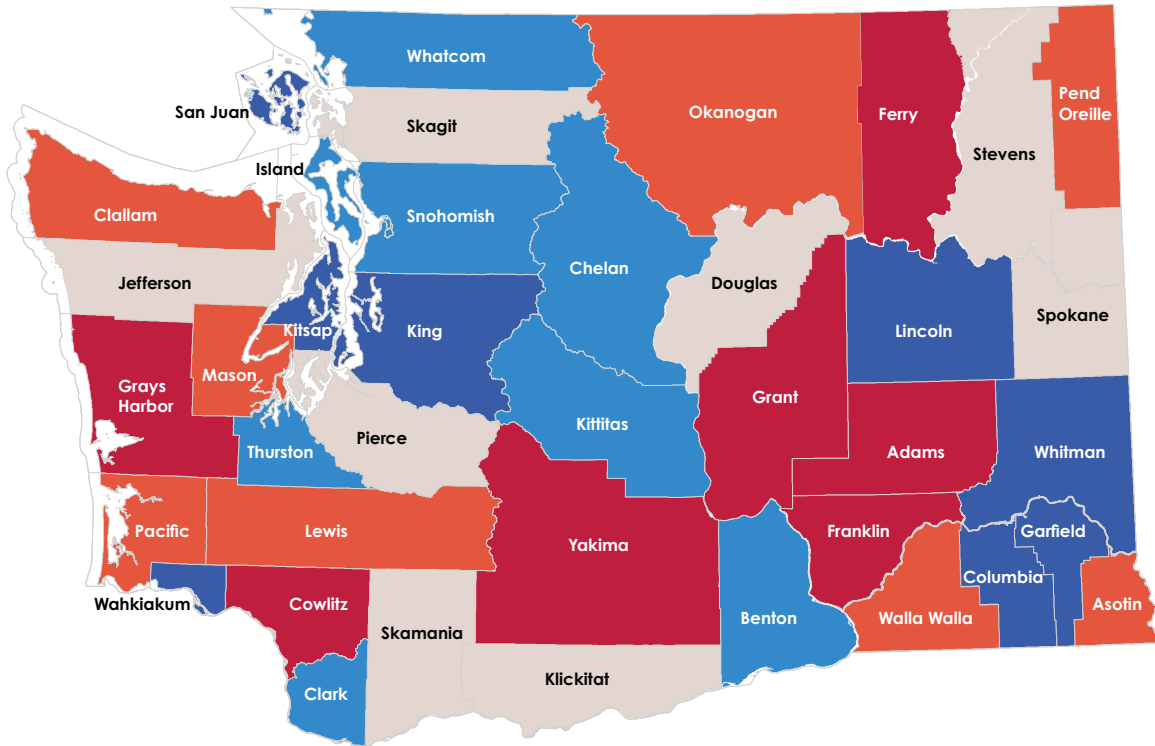 Whatcom
San Juan
Skagit
Okanogan
Ferry
Pend
Oreille
Stevens
Island
Clallam
Snohomish
Chelan
Jefferson
Douglas
Kitsap
King
Lincoln
Spokane
Mason
Grays
Harbor
Grant
Kittitas
Pierce
Thurston
Adams
Whitman
Pacific
Lewis
Yakima
Franklin
Garfield
Columbia
Wahkiakum
Cowlitz
Skamania
Benton
Walla Walla
Asotin
Klickitat
Clark